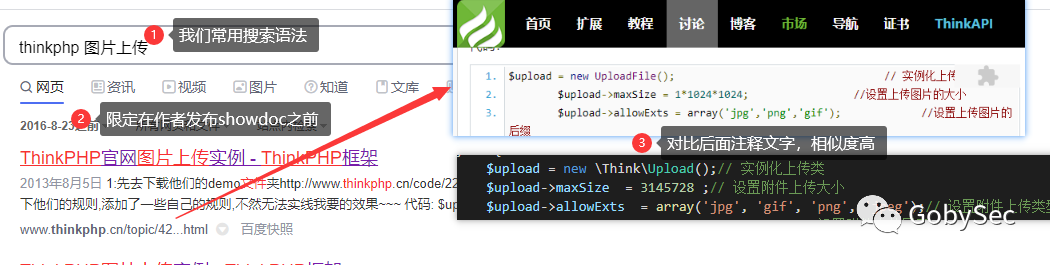 thinkphp 图片上传
1 我们常用搜索语法
网页 资讯 视频 图片 知道 文库
2016-8-23之前
2 限定在作者发布showdoc之前
ThinkPHP官网图片上传实例 - ThinkPHP框架
2013年8月5日 1:先去下载他们的demo文件夹http://www.thinkphp.cn/code/22
下他们的规则,添加了一些自己的规则,不然无法实线我要的效果~~~ 代码: $up
www.thinkphp.cn/topic/42...html 百度快照
首页 扩展 教程 讨论 博客 市场 导航 证书 ThinkAPI
代码:
1. $upload = new UploadFile(); // 实例化上传
2. $upload->maxSize = 1*1024*1024; //设置上传图片的大小
3. $upload->allowExts = array('jpg','png','gif'); //设置上传图片的
后缀
3 对比后面注释文字，相似度高
$upload = new \Think\Upload();// 实例化上传类
$upload->maxSize = 3145728 ;// 设置附件上传大小
$upload->allowExts = array('jpg', 'gif', 'png', // 设置附件上传类型
GobySec